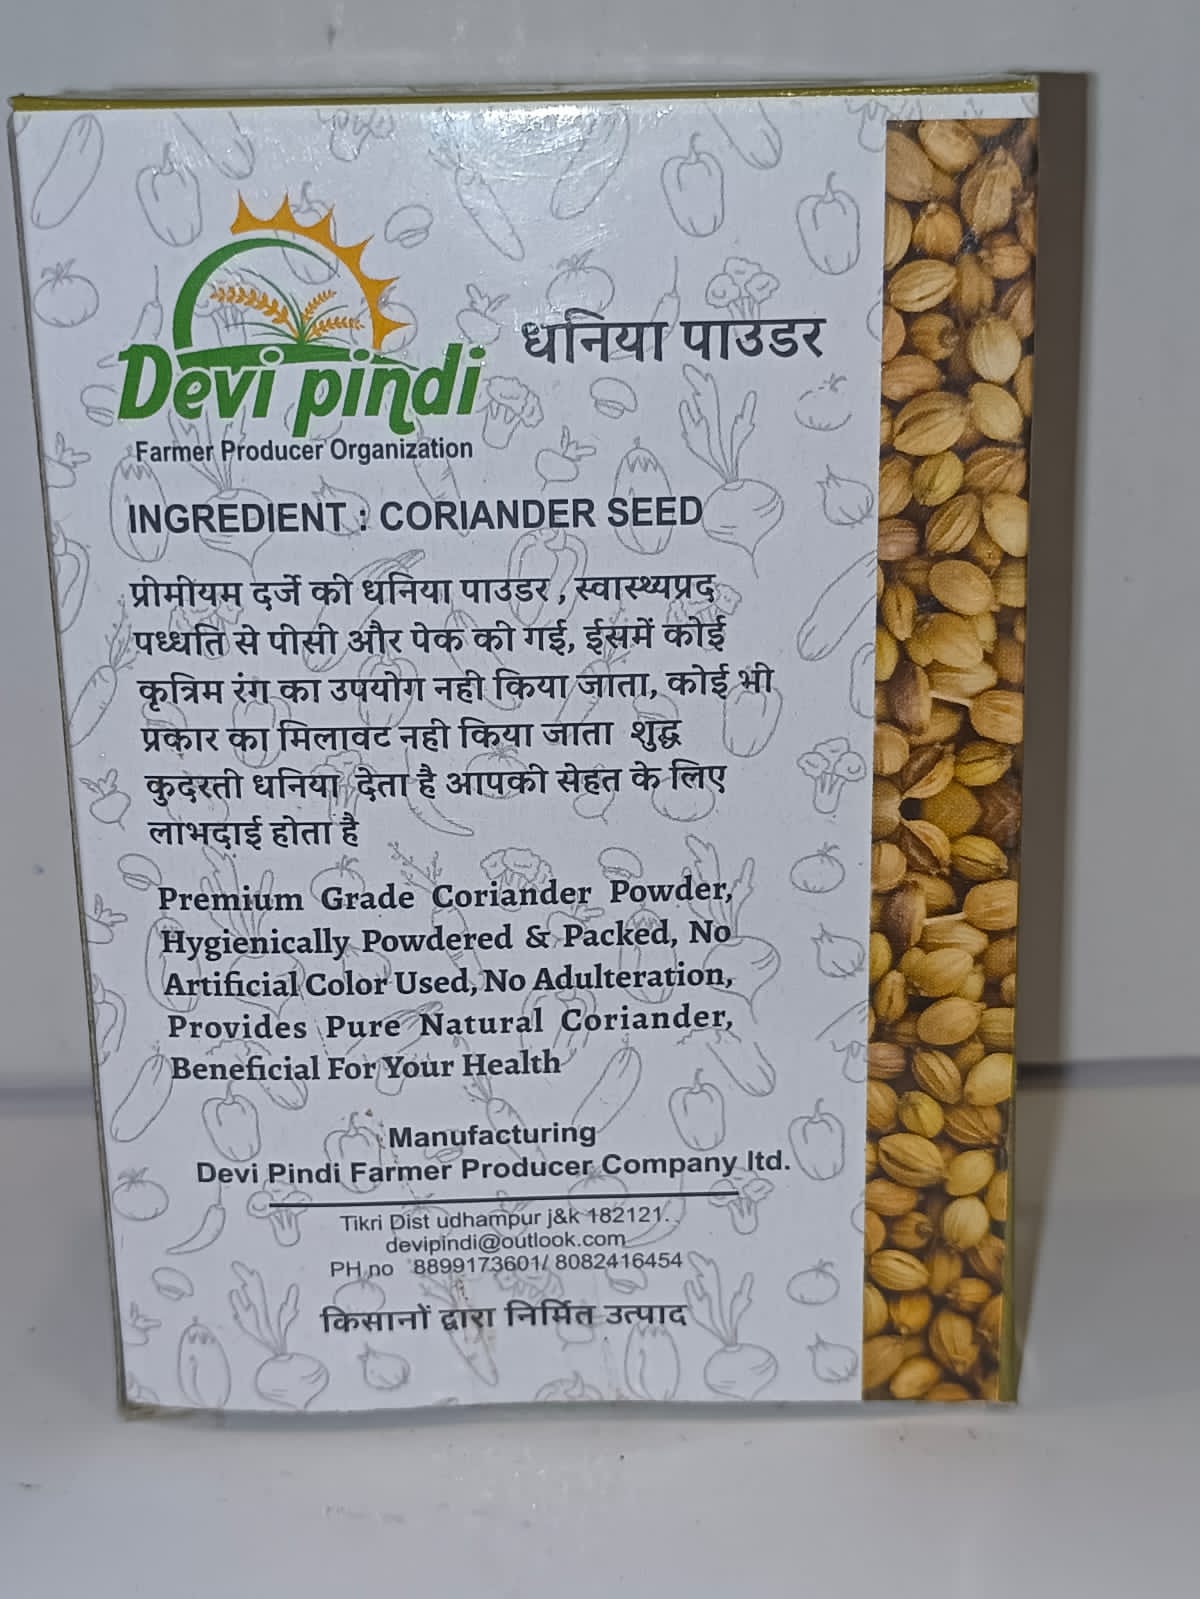 Devi pindi
Farmer Producer Organization
धनिया पाउडर
INGREDIENT : CORIANDER SEED
प्रीमीयम दर्जे की धनिया पाउडर , स्वास्थ्यप्रद
पध्धति से पीसी और पेक की गई, ईसमें कोई
कृत्रिम रंग का उपयोग नही किया जाता, कोई भी
प्रकार का मिलावट नही किया जाता शुद्ध
कुदरती धनिया देता है आपकी सेहत के लिए
लाभदाई होता है
Premium Grade Coriander Powder,
Hygienically Powdered & Packed, No
Artificial Color Used, No Adulteration,
Provides Pure Natural Coriander,
Beneficial For Your Health
Manufacturing
Devi Pindi Farmer Producer Company ltd.
Tikri Dist udhampur j&k 182121.
devipindi@outlook.com
PH no 8899173601/ 8082416454
किसानों द्वारा निर्मित उत्पाद